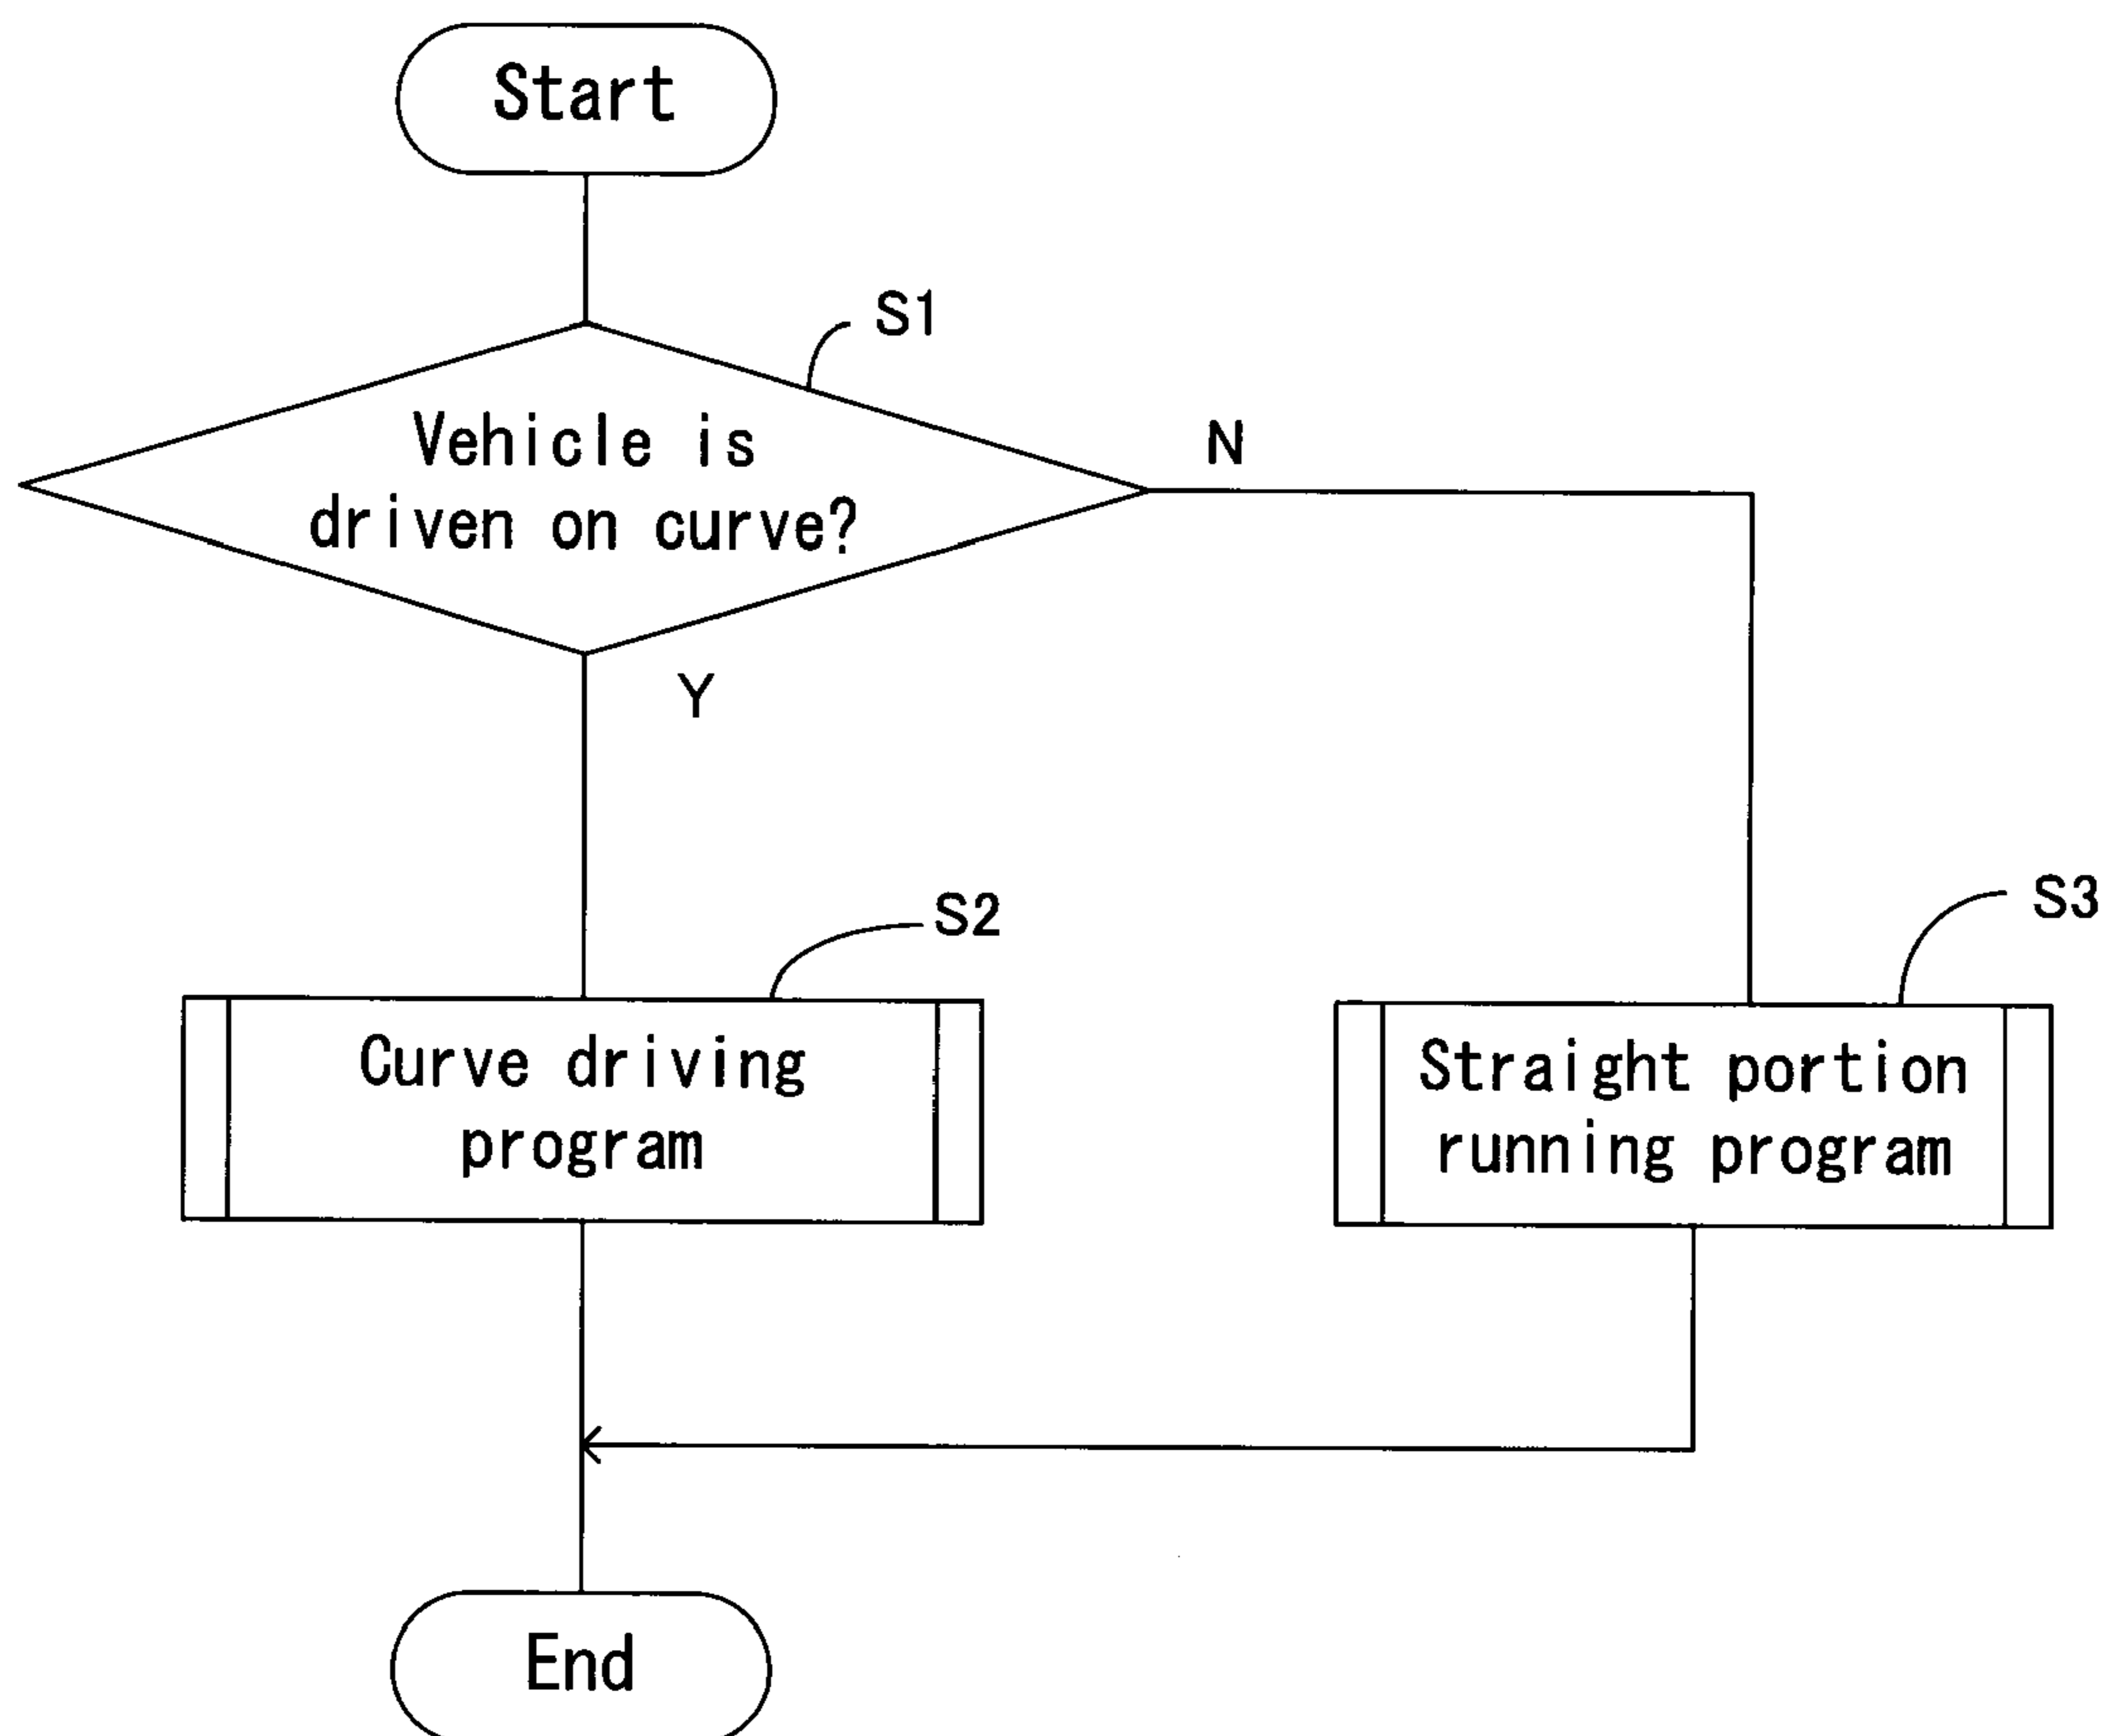 Start
S1
Vehicle is
driven on curve?
N
Y
S2
S3
Curve driving
program
Straight portion
running program
End